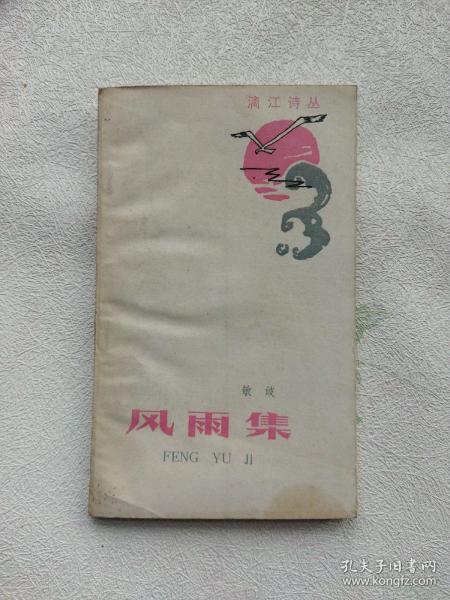 漓江诗丛
敏歧
风雨集
FENG YU JI
孔夫子旧书网
www.kongfz.com